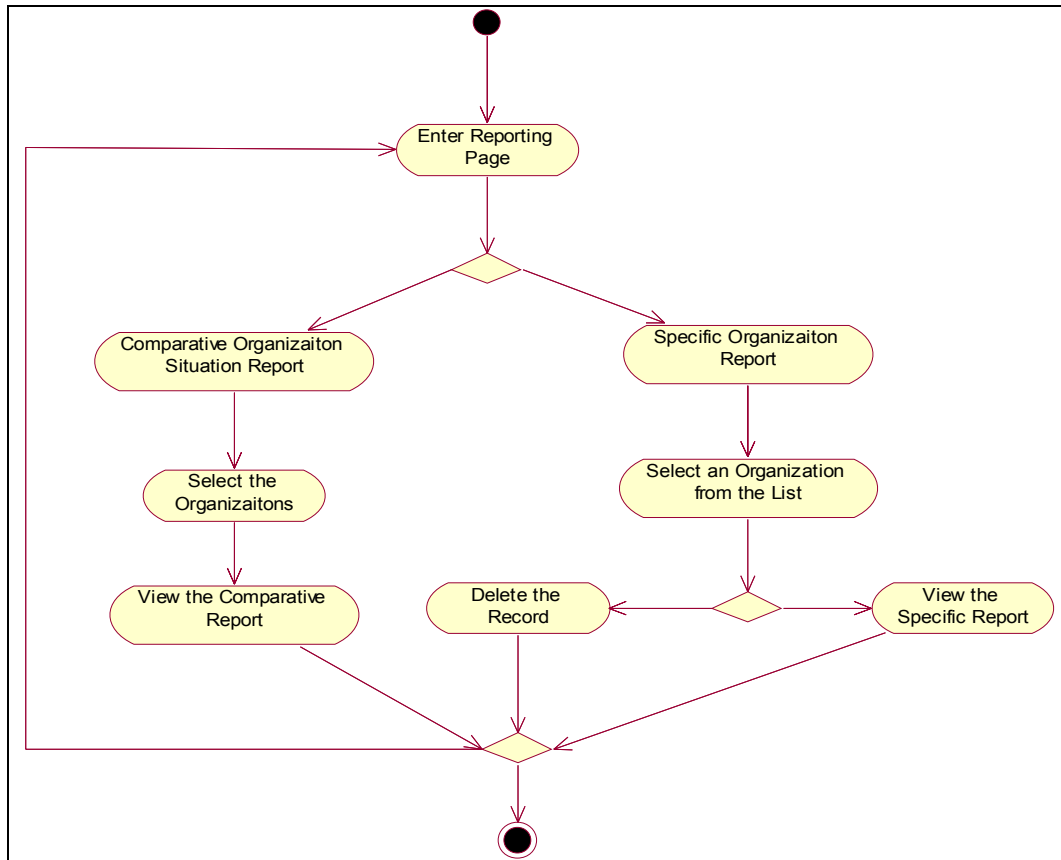 Enter Reporting
Page
Comparative Organizaiton
Situation Report
Specific Organizaiton
Report
Select the
Organizaitons
Select an Organization
from the List
View the Comparative
Report
Delete the
Record
View the
Specific Report